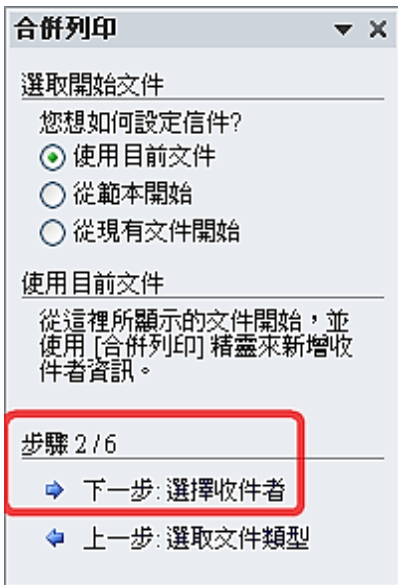 合併列印
選取開始文件
您想如何設定信件?
使用目前文件
從範本開始
從現有文件開始
使用目前文件
從這裡所顯示的文件開始，並
使用 [合併列印] 精靈來新增收
件者資訊。
步驟 2/6
下一步: 選擇收件者
上一步: 選取文件類型